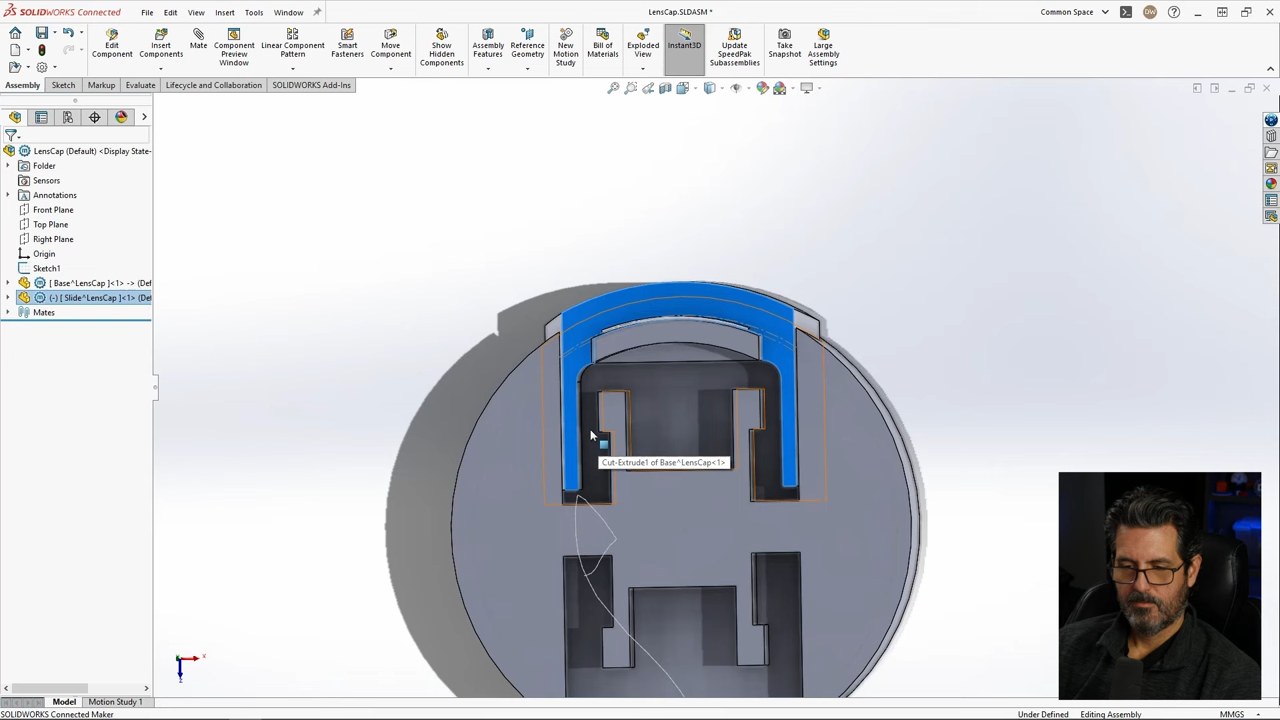 SOLIDWORKS
File
Edit
View
Insert
Tools
Window
LensCap.SLDASM *
Common Space
DW
Edit
Component
Insert
Components
Mate
Component
Preview
Window
Linear Component
Pattern
Smart
Fasteners
Move
Component
Show
Hidden
Components
Assembly
Features
Reference
Geometry
New
Motion
Study
Bill of
Materials
Exploded
View
Instant3D
Update
SpeedPak
Subassemblies
Take
Snapshot
Large
Assembly
Settings
Assembly
Sketch
Markup
Evaluate
Lifecycle and Collaboration
SOLIDWORKS Add-Ins
LensCap (Default) <Display State-
Folder
Sensors
Annotations
Front Plane
Top Plane
Right Plane
Origin
Sketch1
[ Base^LensCap ]<1> -> (Def
(-) [ Slide^LensCap ]<1> (Def
Mates
Cut-Extrude1 of Base^LensCap<1>
Model
Motion Study 1
SOLIDWORKS Connected Maker
Under Defined
Editing Assembly
MMGS